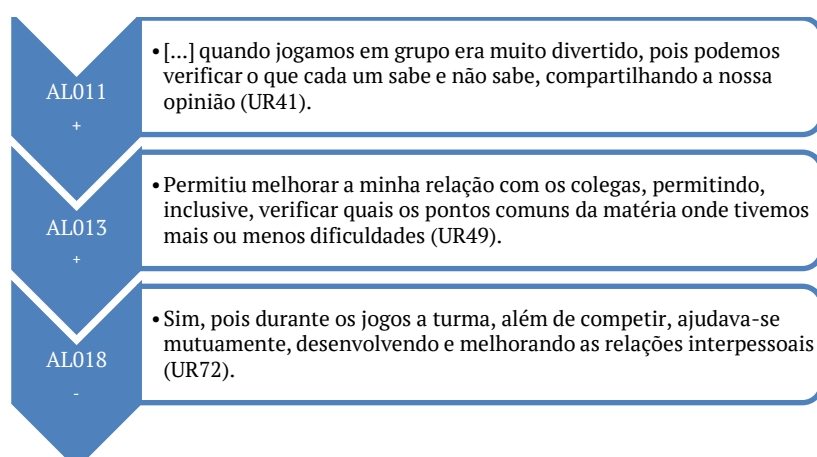 AL011
+
•[...] quando jogamos em grupo era muito divertido, pois podemos
verificar o que cada um sabe e não sabe, compartilhando a nossa
opinião (UR41).
AL013
+
•Permitiu melhorar a minha relação com os colegas, permitindo,
inclusive, verificar quais os pontos comuns da matéria onde tivemos
mais ou menos dificuldades (UR49).
AL018
-
•Sim, pois durante os jogos a turma, além de competir, ajudava-se
mutuamente, desenvolvendo e melhorando as relações interpessoais
(UR72).